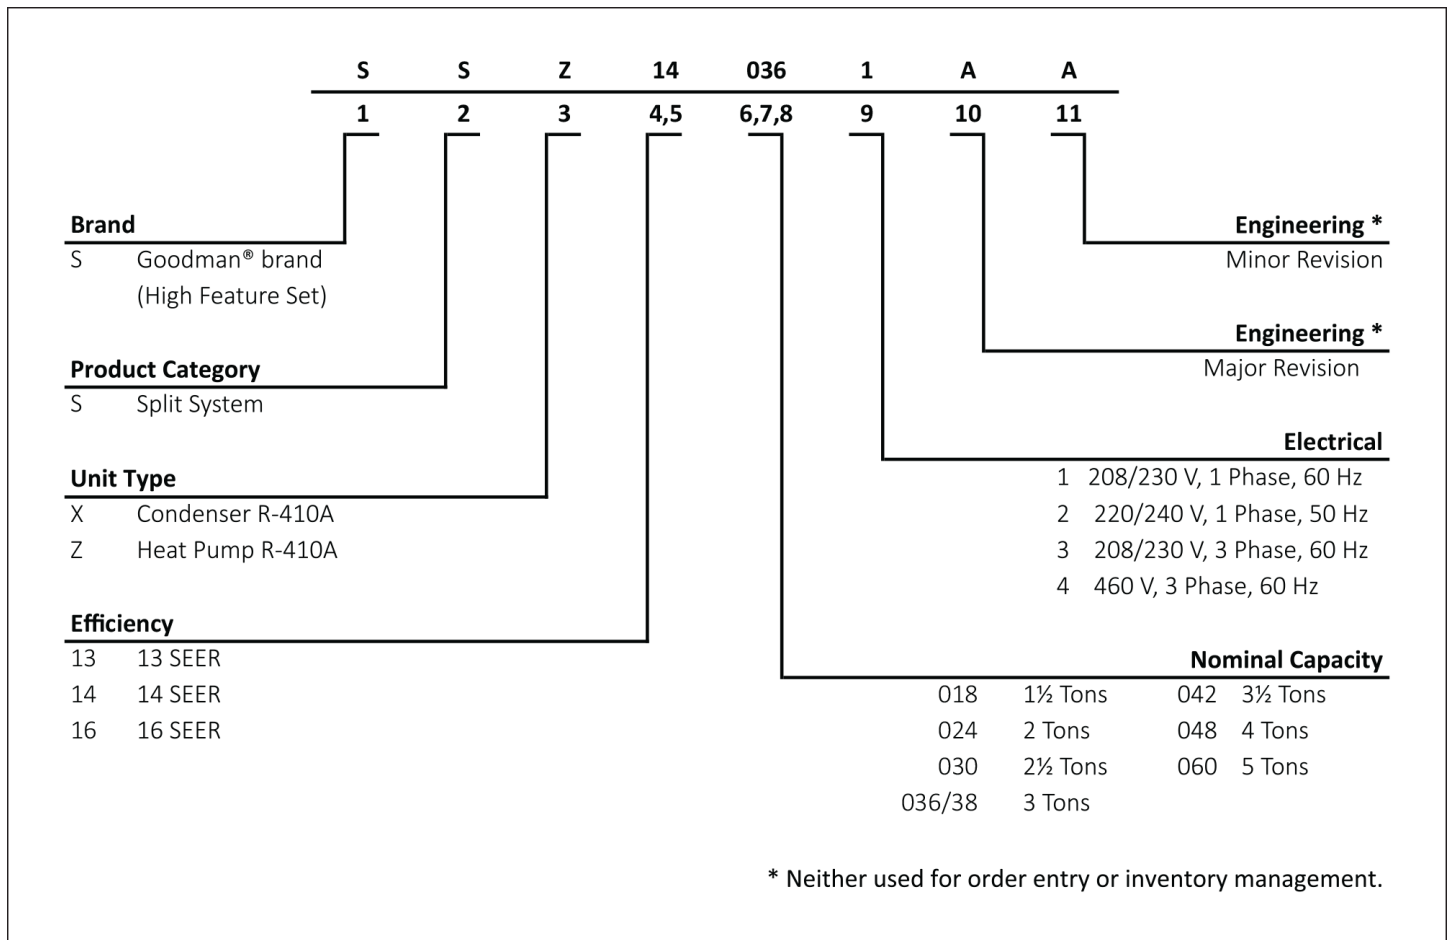 S S Z 14 036 1 A A
1 2 3 4,5 6,7,8 9 10 11
Brand
S Goodman® brand
(High Feature Set)
Product Category
S Split System
Unit Type
X Condenser R-410A
Z Heat Pump R-410A
Efficiency
13 13 SEER
14 14 SEER
16 16 SEER
Engineering *
Minor Revision
Engineering *
Major Revision
Electrical
1 208/230 V, 1 Phase, 60 Hz
2 220/240 V, 1 Phase, 50 Hz
3 208/230 V, 3 Phase, 60 Hz
4 460 V, 3 Phase, 60 Hz
Nominal Capacity
018 1½ Tons 042 3½ Tons
024 2 Tons 048 4 Tons
030 2½ Tons 060 5 Tons
036/38 3 Tons
* Neither used for order entry or inventory management.